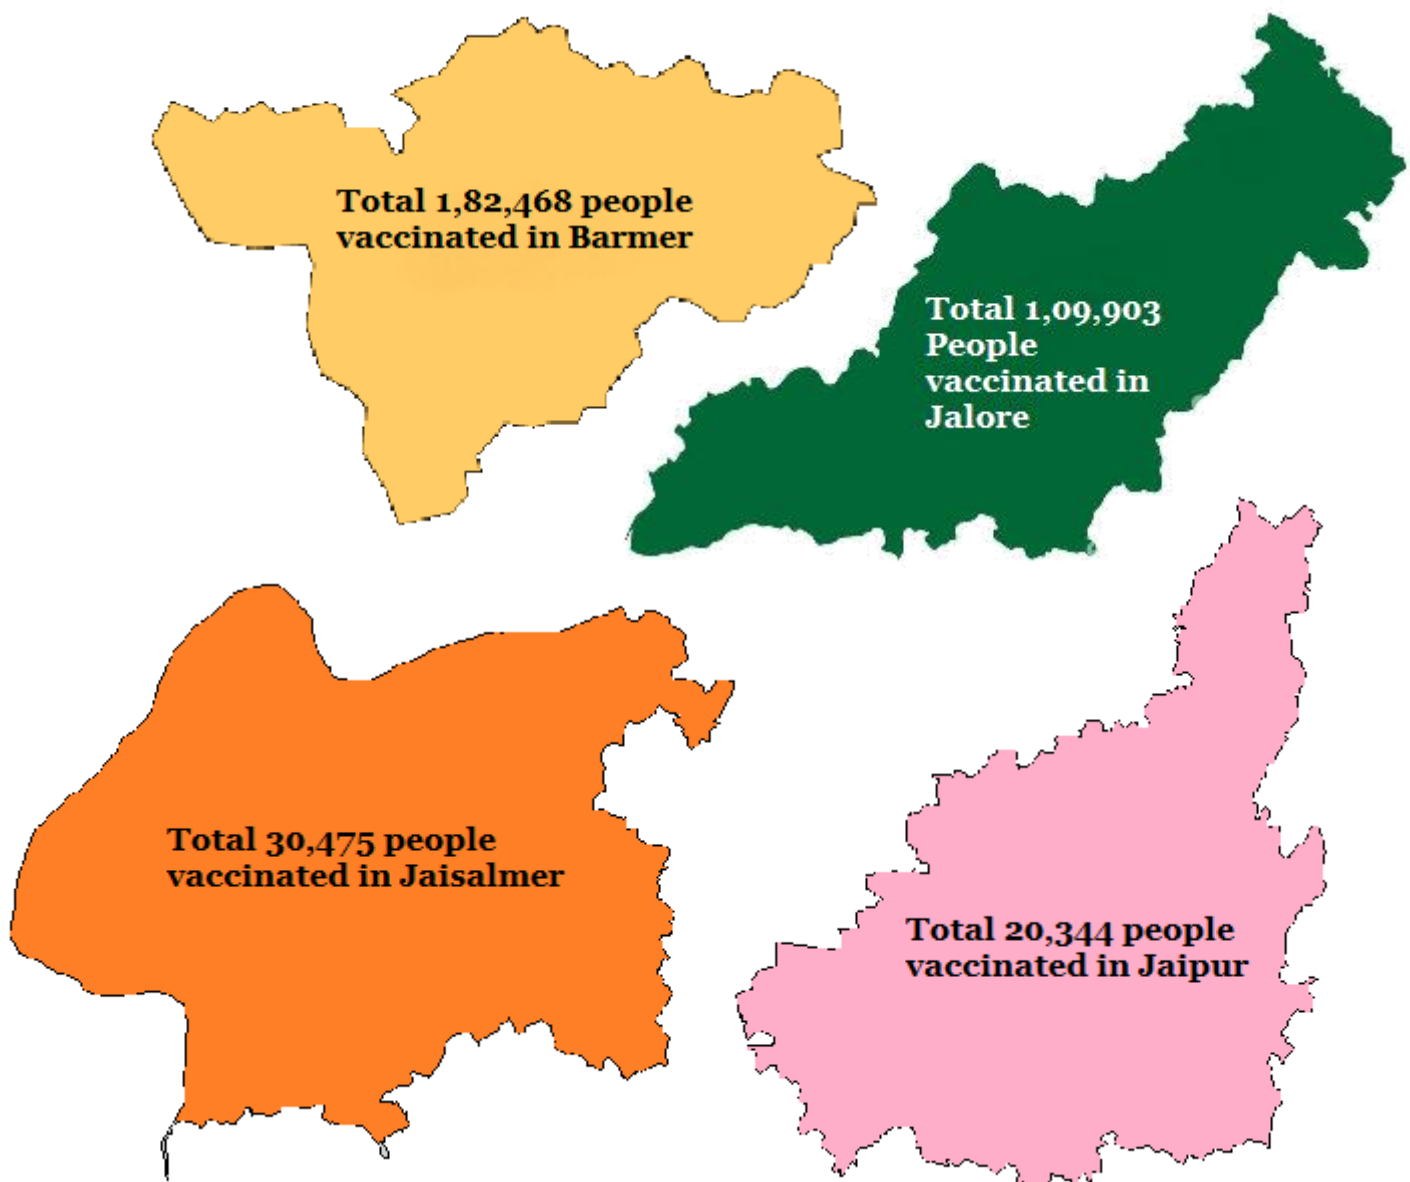 Total 1,82,468 people
vaccinated in Barmer
Total 1,09,903
People
vaccinated in
Jalore
Total 30,475 people
vaccinated in Jaisalmer
Total 20,344 people
vaccinated in Jaipur